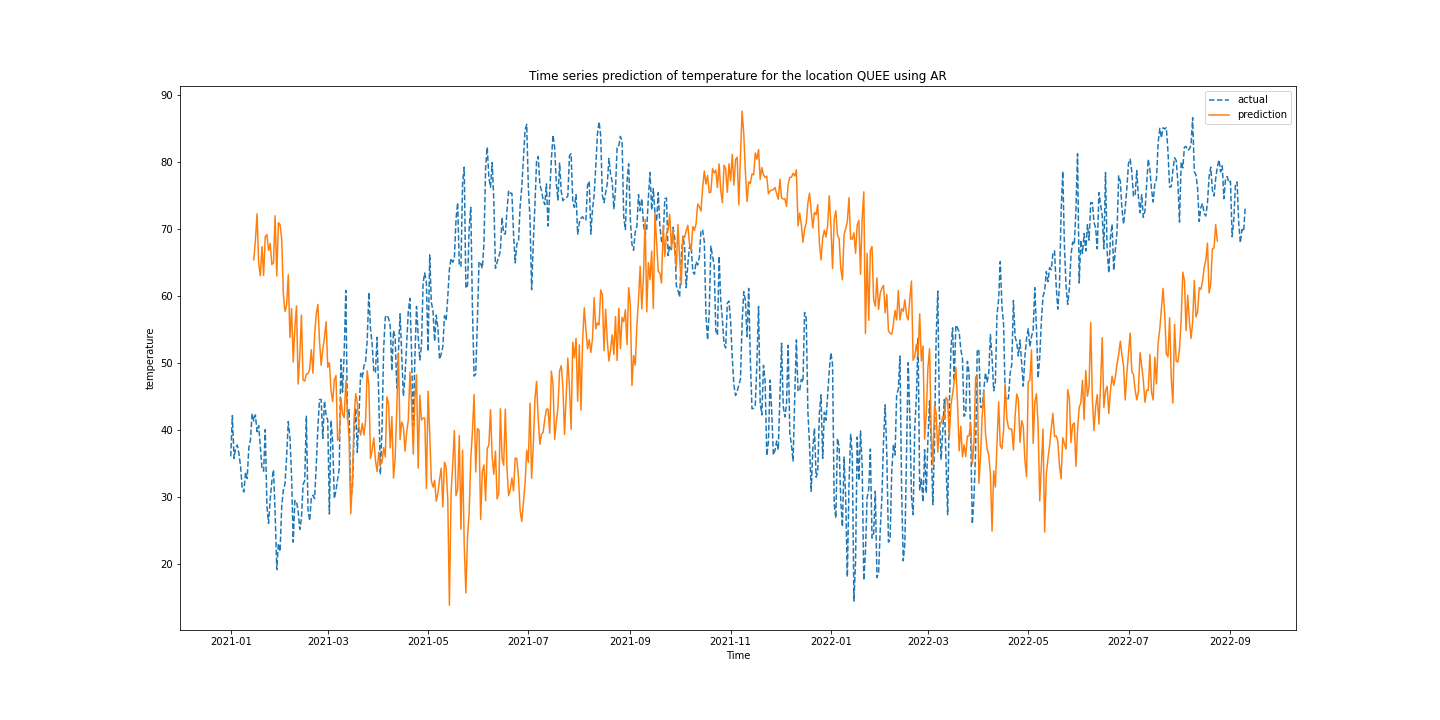 Time series prediction of temperature for the location QUEE using AR
actual
prediction
90
80
70
60
50
40
30
20
temperature
2021-01 2021-03 2021-05 2021-07 2021-09 2021-11 2022-01 2022-03 2022-05 2022-07 2022-09
Time